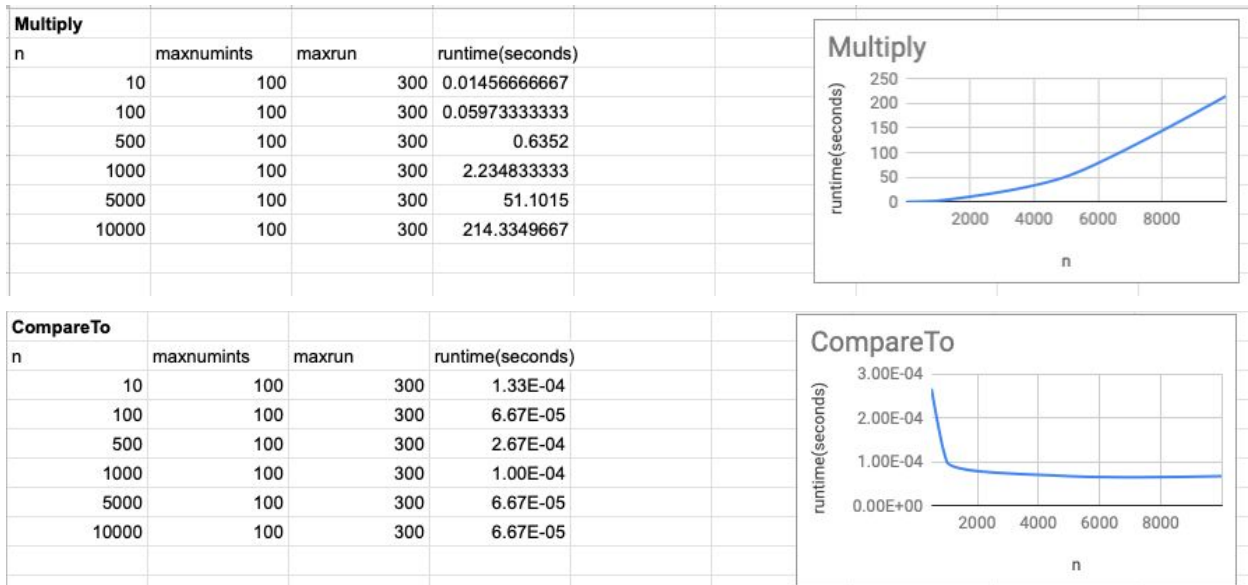 Multiply
n maxnumints maxrun runtime(seconds)
10 100 300 0.01456666667
100 100 300 0.05973333333
500 100 300 0.6352
1000 100 300 2.234833333
5000 100 300 51.1015
10000 100 300 214.3349667
Multiply
runtime(seconds)
250
200
150
100
50
0
2000 4000 6000 8000
n
CompareTo
n maxnumints maxrun runtime(seconds)
10 100 300 1.33E-04
100 100 300 6.67E-05
500 100 300 2.67E-04
1000 100 300 1.00E-04
5000 100 300 6.67E-05
10000 100 300 6.67E-05
CompareTo
runtime(seconds)
3.00E-04
2.00E-04
1.00E-04
0.00E+00
2000 4000 6000 8000
n